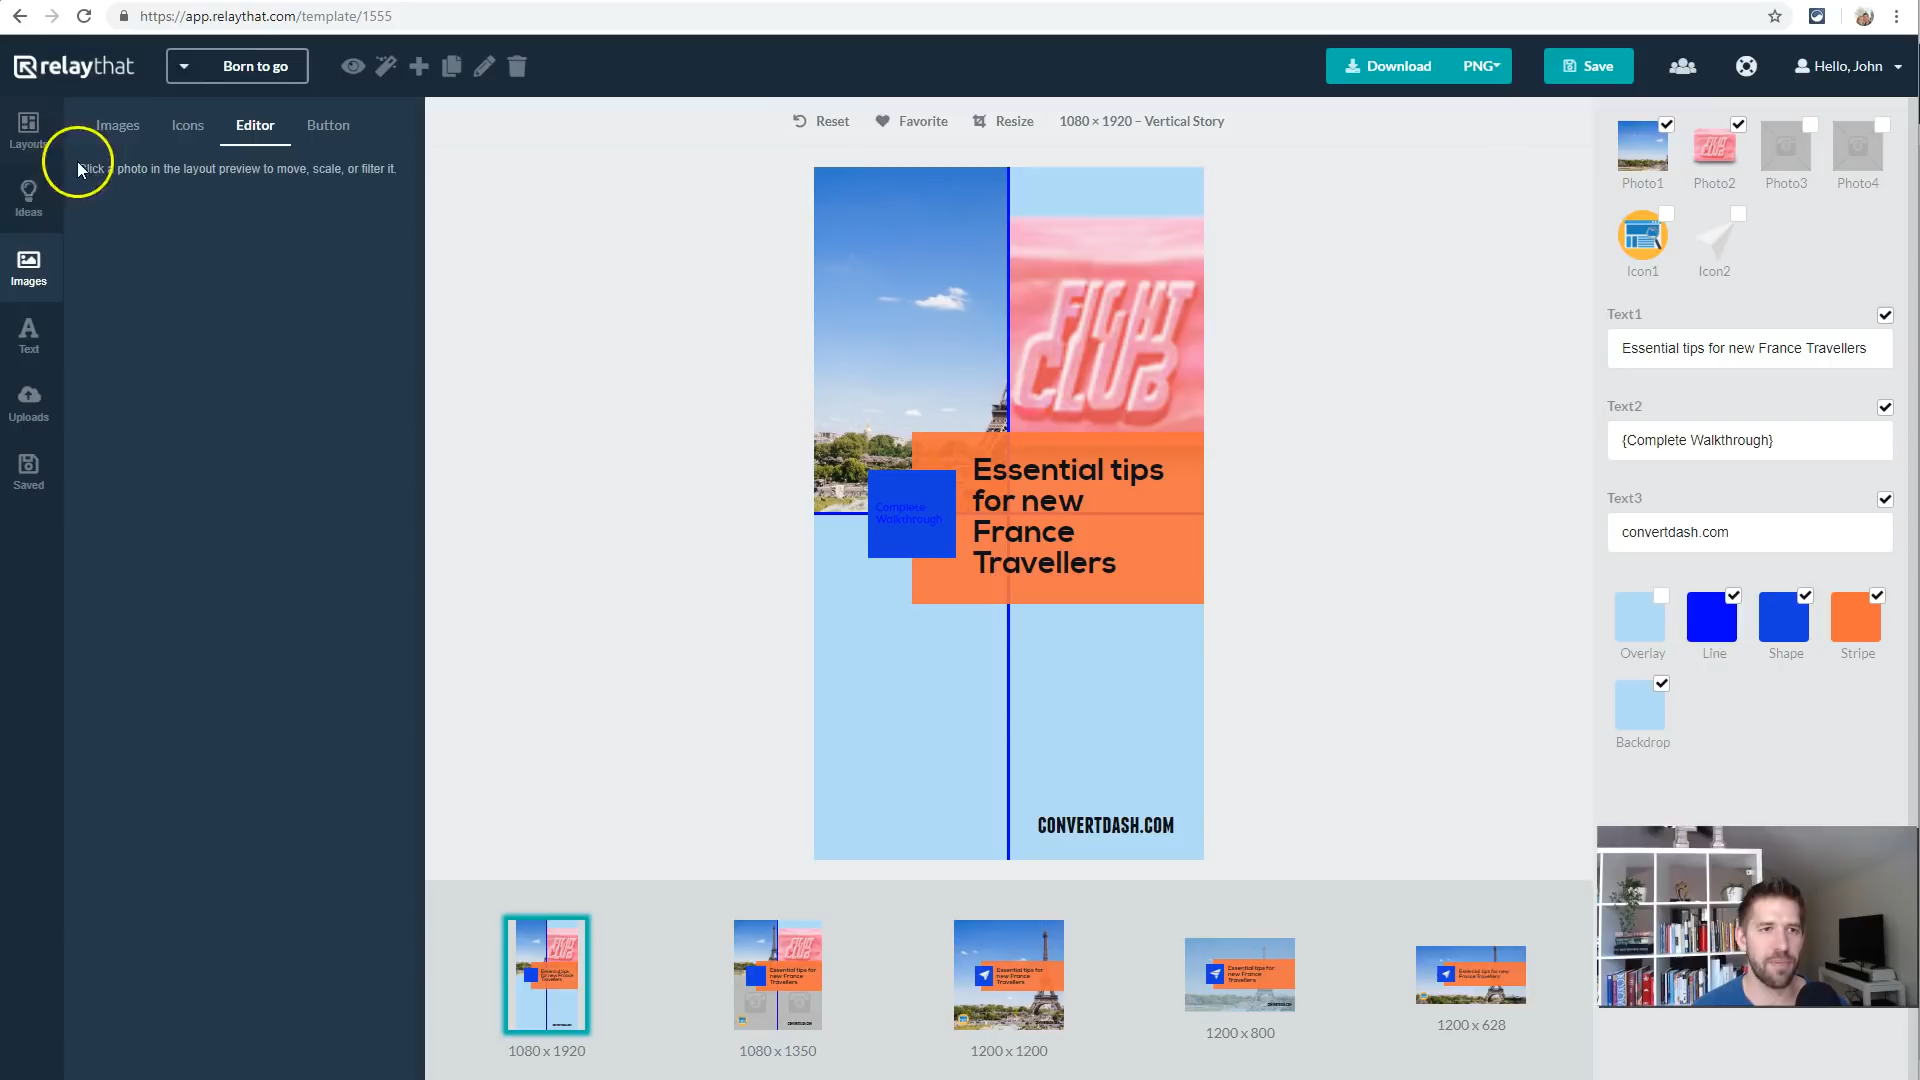 https://app.relaythat.com/template/1555
relaythat
Born to go
Download
PNG
Save
Hello, John
Layouts
Ideas
Images
Text
Uploads
Saved
Images
Icons
Editor
Button
Click a photo in the layout preview to move, scale, or filter it.
Reset
Favorite
Resize
1080 × 1920 – Vertical Story
FIGHT
CLUB
Complete
Walkthrough
Essential tips
for new
France
Travellers
CONVERTDASH.COM
Photo1
Photo2
Photo3
Photo4
Icon1
Icon2
Text1
Essential tips for new France Travellers
Text2
{Complete Walkthrough}
Text3
convertdash.com
Overlay
Line
Shape
Stripe
Backdrop
1080 x 1920
1080 x 1350
1200 x 1200
1200 x 800
1200 x 628